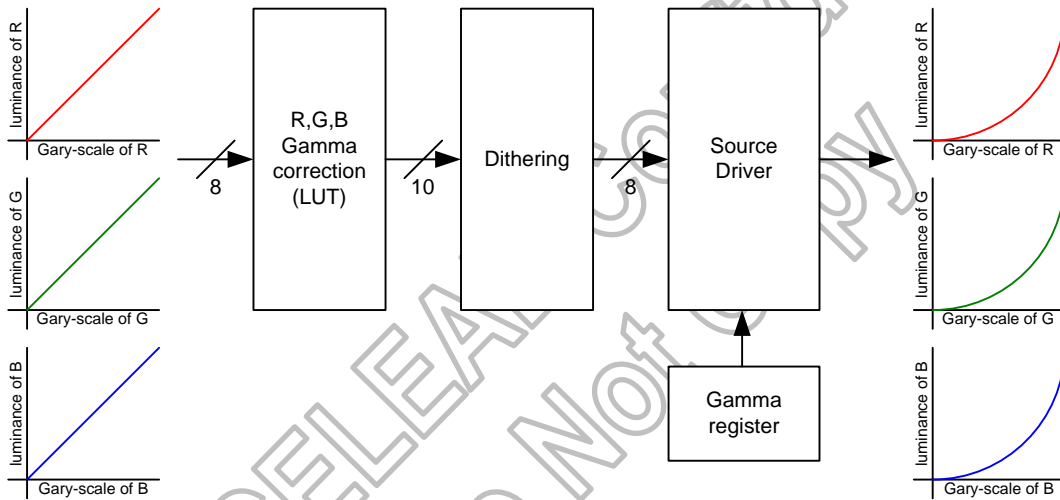 luminance of R
Gary-scale of R
luminance of G
Gary-scale of G
luminance of B
Gary-scale of B
8
R,G,B
Gamma
correction
(LUT)
10
Dithering
8
Source
Driver
Gamma
register
luminance of R
Gary-scale of R
luminance of G
Gary-scale of G
luminance of B
Gary-scale of B
Not